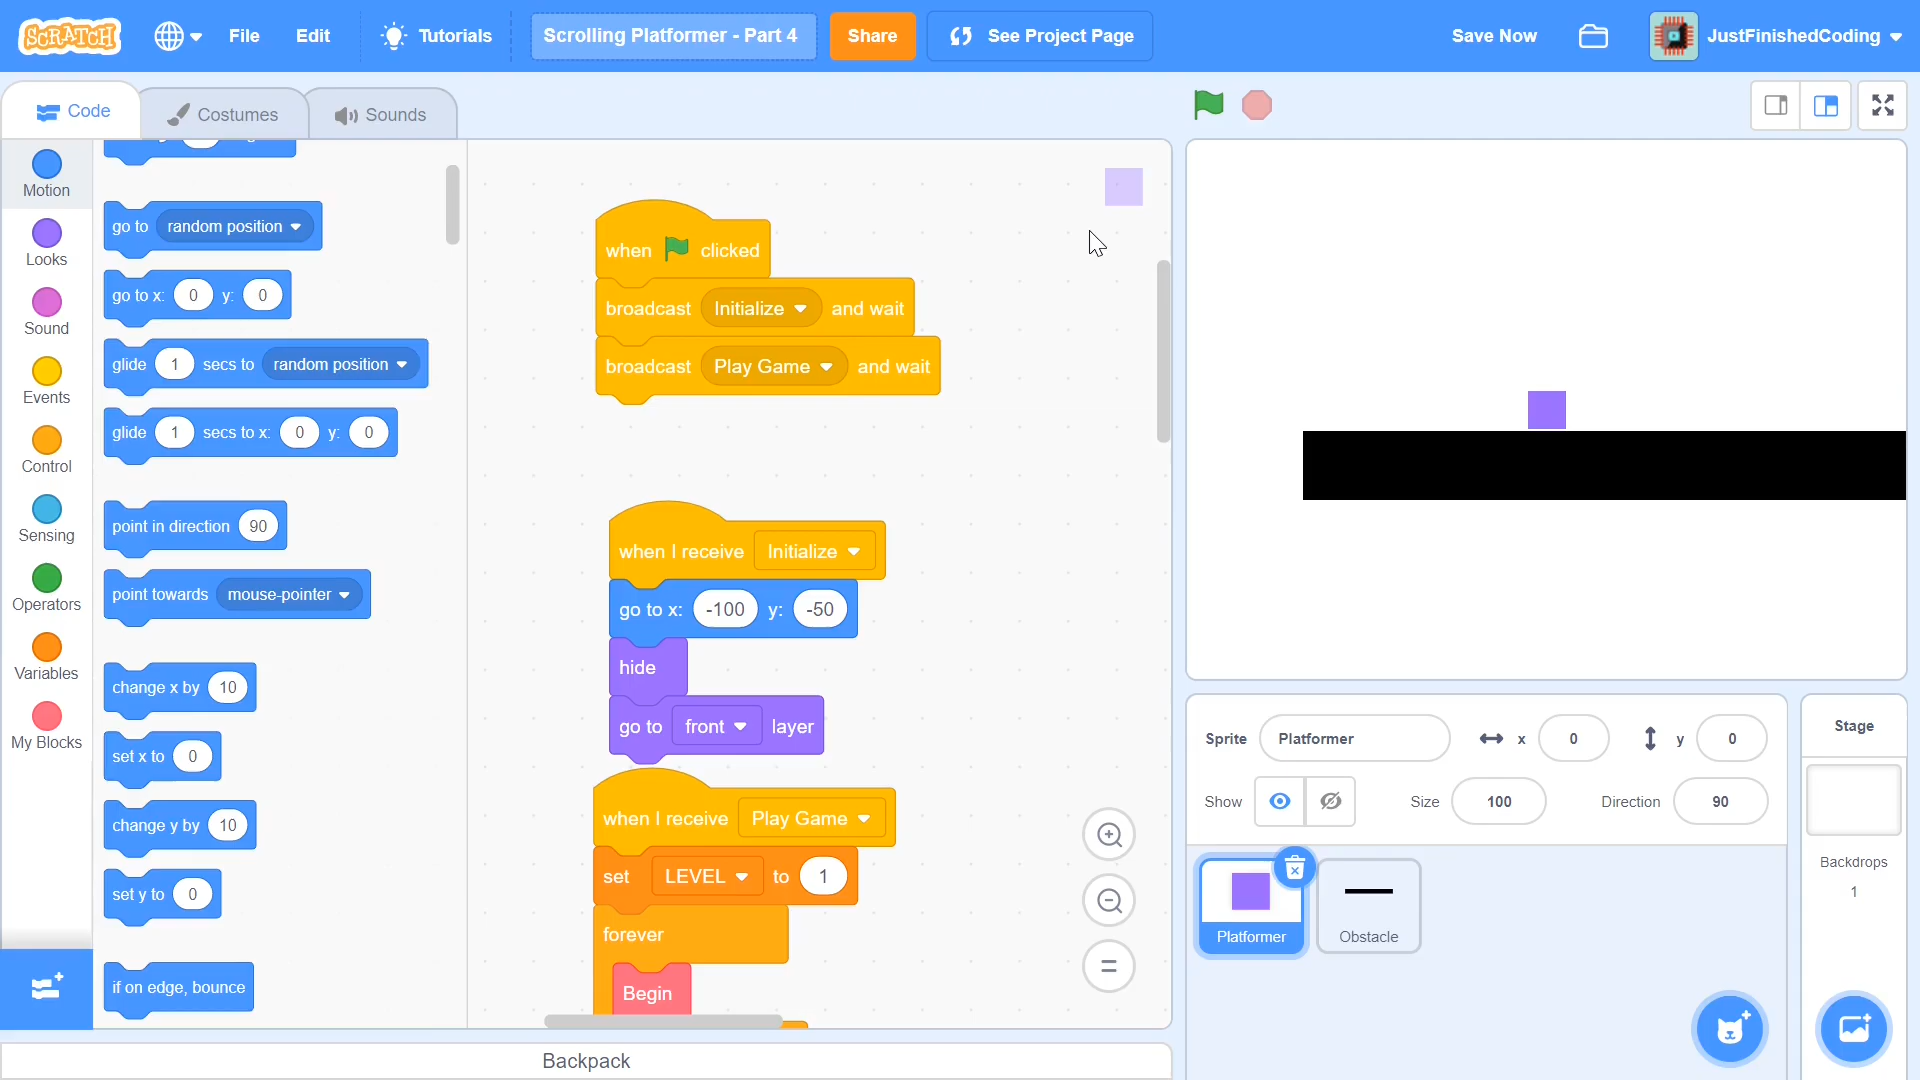 SCRATCH
File
Edit
Tutorials
Scrolling Platformer - Part 4
Share
See Project Page
Save Now
JustFinishedCoding
Code
Costumes
Sounds
Motion
Looks
Sound
Events
Control
Sensing
Operators
Variables
My Blocks
go to random position
go to x: 0 y: 0
glide 1 secs to random position
glide 1 secs to x: 0 y: 0
point in direction 90
point towards mouse-pointer
change x by 10
set x to 0
change y by 10
set y to 0
if on edge, bounce
when clicked
broadcast Initialize and wait
broadcast Play Game and wait
when I receive Initialize
go to x: -100 y: -50
hide
go to front layer
when I receive Play Game
set LEVEL to 1
forever
Begin
Backpack
Sprite Platformer x 0 y 0
Show Size 100 Direction 90
Platformer
Obstacle
Stage
Backdrops
1